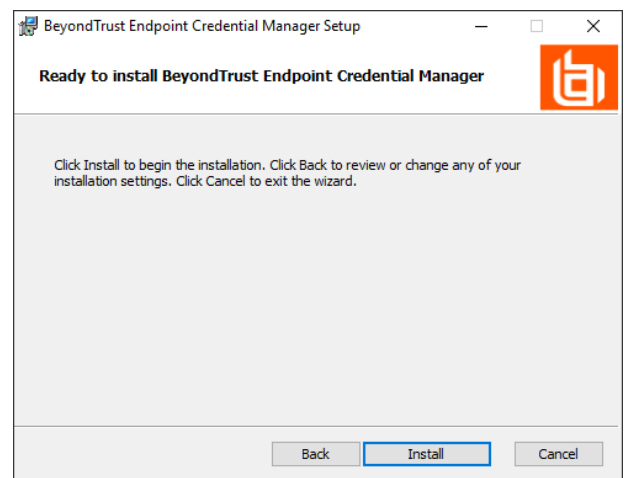 BeyondTrust Endpoint Credential Manager Setup
Ready to install BeyondTrust Endpoint Credential Manager
Click Install to begin the installation. Click Back to review or change any of your
installation settings. Click Cancel to exit the wizard.
Back Install Cancel